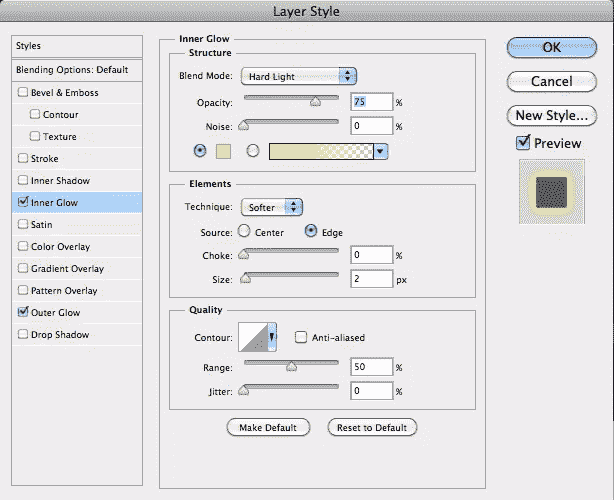 Layer Style
Styles
Blending Options: Default
Bevel & Emboss
Contour
Texture
Stroke
Inner Shadow
Inner Glow
Satin
Color Overlay
Gradient Overlay
Pattern Overlay
Outer Glow
Drop Shadow
Inner Glow
Structure
Blend Mode: Hard Light
Opacity: 75 %
Noise: 0 %
Elements
Technique: Softer
Source: Center Edge
Choke: 0 %
Size: 2 px
Quality
Contour: Anti-aliased
Range: 50 %
Jitter: 0 %
Make Default Reset to Default
OK
Cancel
New Style...
Preview